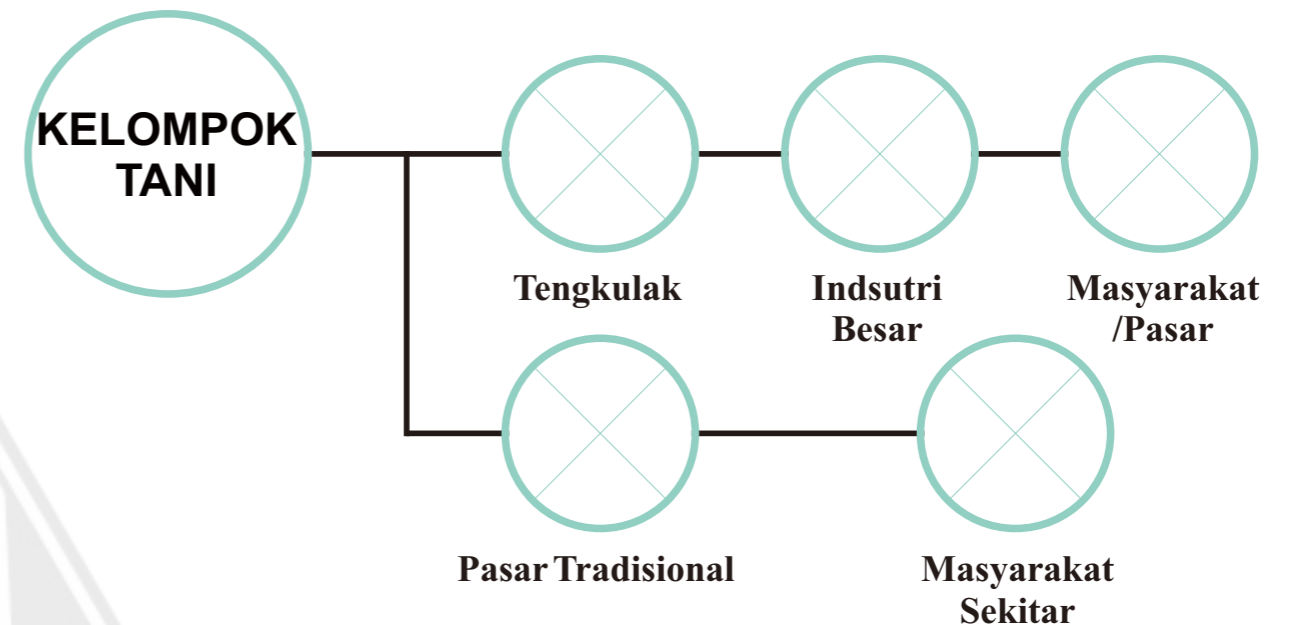 KELOMPOK
TANI
Tengkulak
Indsutri
Besar
Masyarakat
/Pasar
Pasar Tradisional
Masyarakat
Sekitar